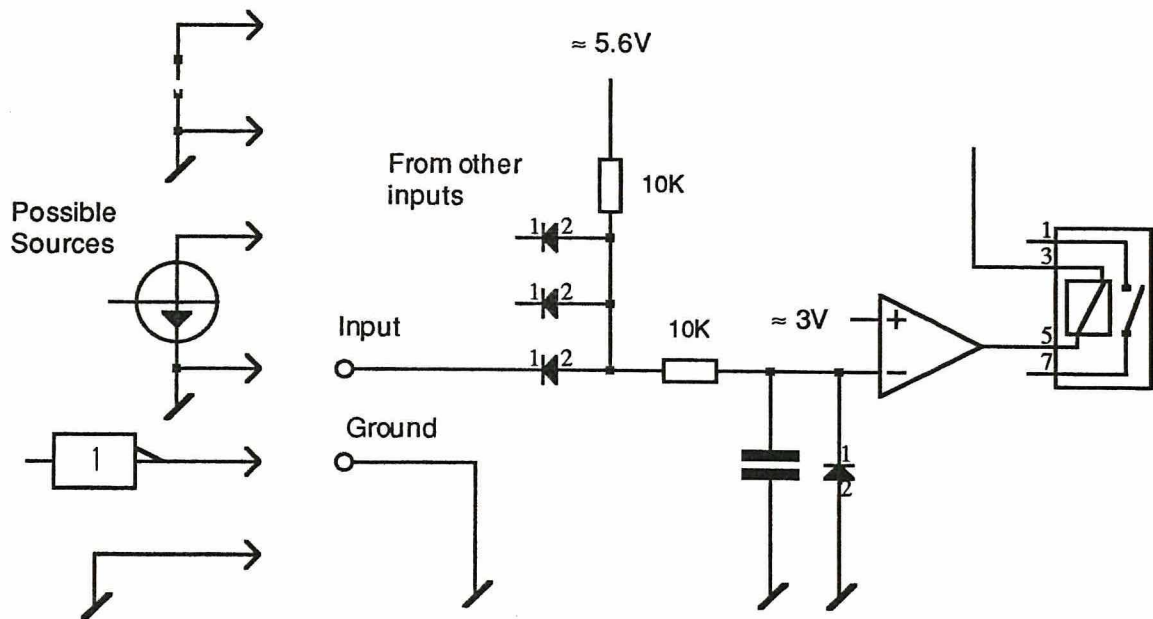 ≈ 5.6V
From other
inputs
10K
Possible
Sources
1 2
1 2
Input
1 2
10K
≈ 3V
+
−
1
3
5
7
Ground
1
1
2